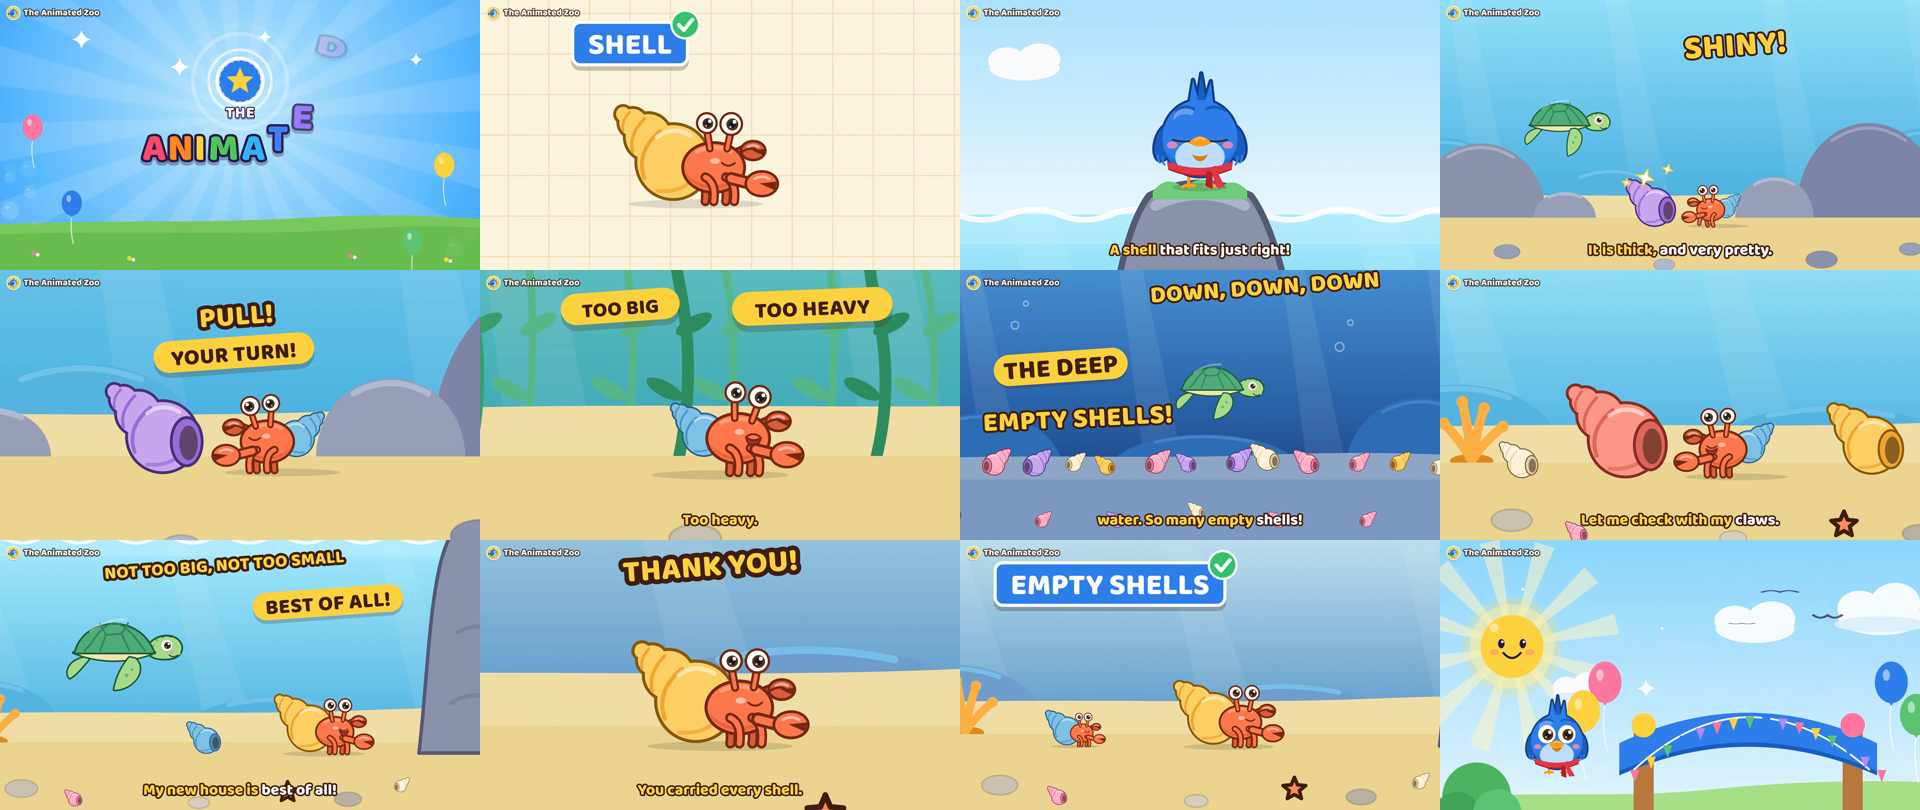 The Animated Zoo
THE
ANIMATE
D
The Animated Zoo
SHELL
The Animated Zoo
A shell that fits just right!
The Animated Zoo
SHINY!
It is thick, and very pretty.
The Animated Zoo
PULL!
YOUR TURN!
The Animated Zoo
TOO BIG
TOO HEAVY
Too heavy.
The Animated Zoo
DOWN, DOWN, DOWN
THE DEEP
EMPTY SHELLS!
water. So many empty shells!
The Animated Zoo
Let me check with my claws.
The Animated Zoo
NOT TOO BIG, NOT TOO SMALL
BEST OF ALL!
My new house is best of all!
The Animated Zoo
THANK YOU!
You carried every shell.
The Animated Zoo
EMPTY SHELLS
The Animated Zoo